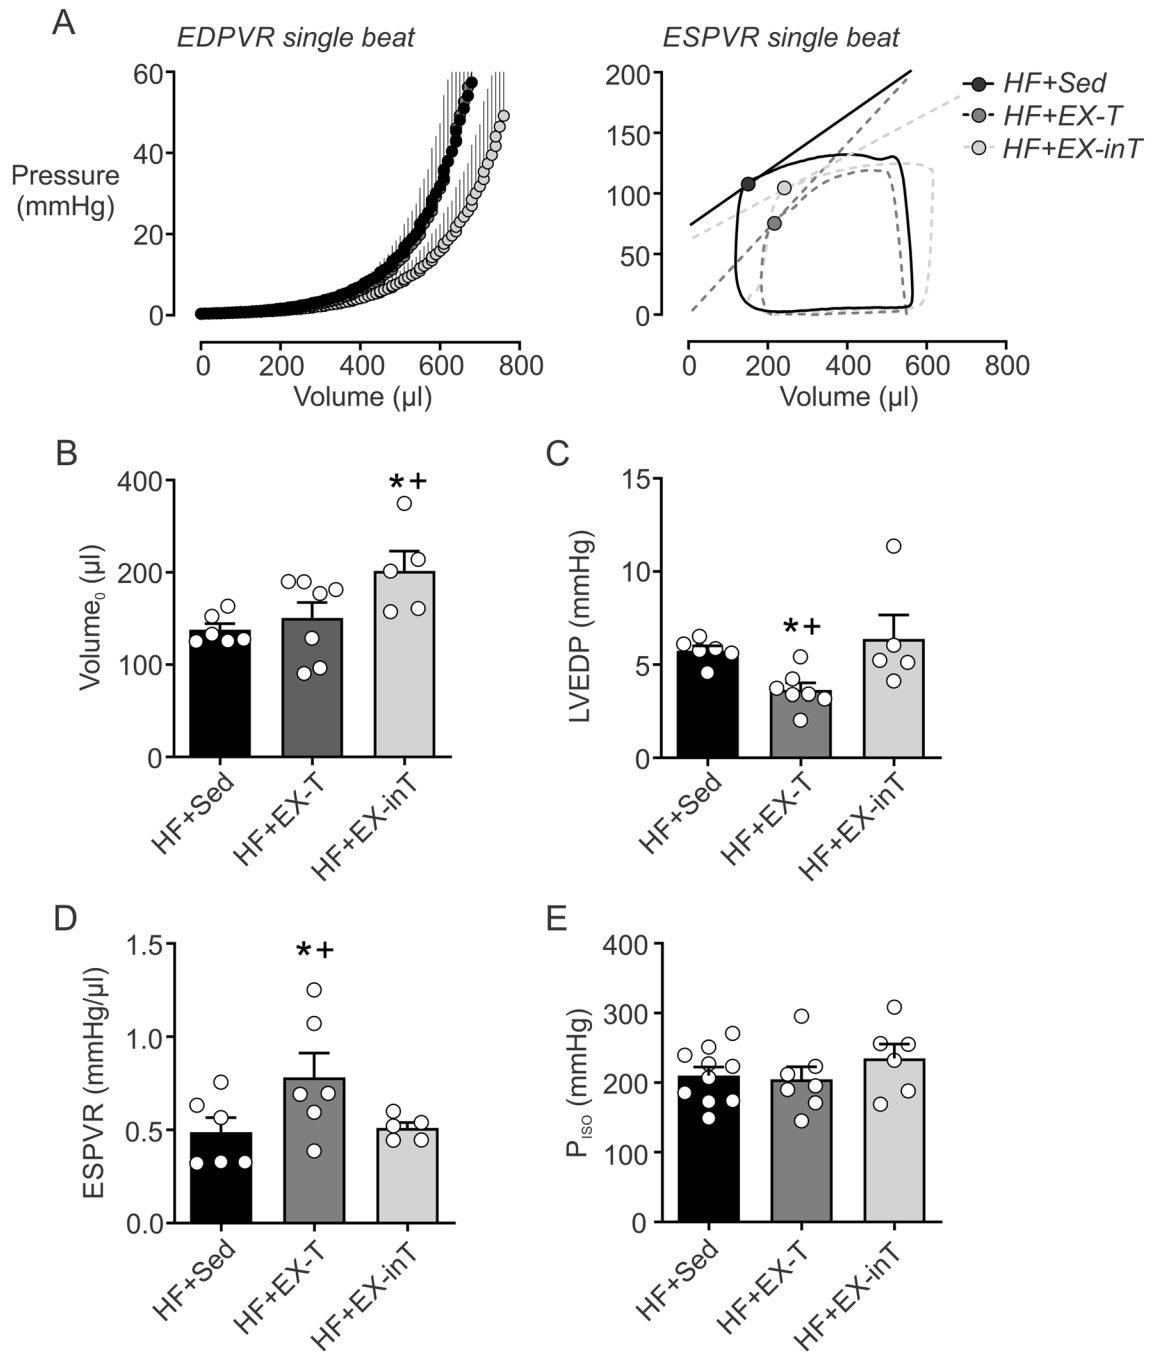 A
EDPVR single beat
ESPVR single beat
60
40
20
0
Pressure
(mmHg)
0 200 400 600 800
Volume (µl)
200
150
100
50
0
0 200 400 600 800
Volume (µl)
HF+Sed
HF+EX-T
HF+EX-inT
B
400
200
100
0
Volume₀ (µl)
*+
HF+Sed
HF+EX-T
HF+EX-inT
C
15
10
5
0
LVEDP (mmHg)
*+
HF+Sed
HF+EX-T
HF+EX-inT
D
1.5
1.0
0.5
0.0
ESPVR (mmHg/µl)
*+
HF+Sed
HF+EX-T
HF+EX-inT
E
400
300
200
100
0
PISO (mmHg)
HF+Sed
HF+EX-T
HF+EX-inT